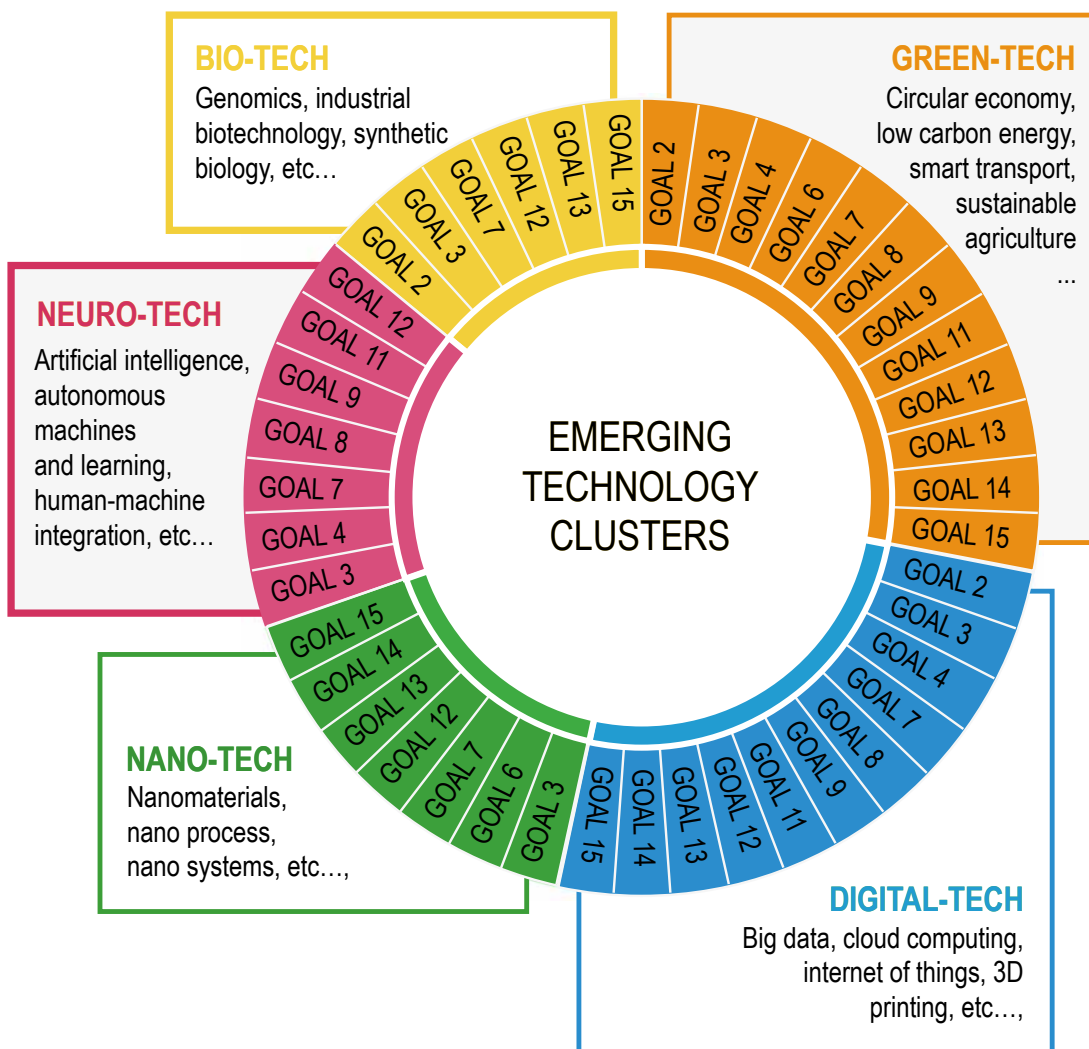 BIO-TECH
Genomics, industrial
biotechnology, synthetic
biology, etc…
GREEN-TECH
Circular economy,
low carbon energy,
smart transport,
sustainable
agriculture
...
NEURO-TECH
Artificial intelligence,
autonomous
machines
and learning,
human-machine
integration, etc…
NANO-TECH
Nanomaterials,
nano process,
nano systems, etc…,
DIGITAL-TECH
Big data, cloud computing,
internet of things, 3D
printing, etc…,
EMERGING
TECHNOLOGY
CLUSTERS
GOAL 2
GOAL 3
GOAL 7
GOAL 12
GOAL 13
GOAL 15
GOAL 2
GOAL 3
GOAL 4
GOAL 6
GOAL 7
GOAL 8
GOAL 9
GOAL 11
GOAL 12
GOAL 13
GOAL 14
GOAL 15
GOAL 2
GOAL 3
GOAL 4
GOAL 7
GOAL 8
GOAL 9
GOAL 11
GOAL 12
GOAL 13
GOAL 14
GOAL 15
GOAL 3
GOAL 6
GOAL 7
GOAL 12
GOAL 13
GOAL 14
GOAL 15
GOAL 3
GOAL 4
GOAL 7
GOAL 8
GOAL 9
GOAL 11
GOAL 12